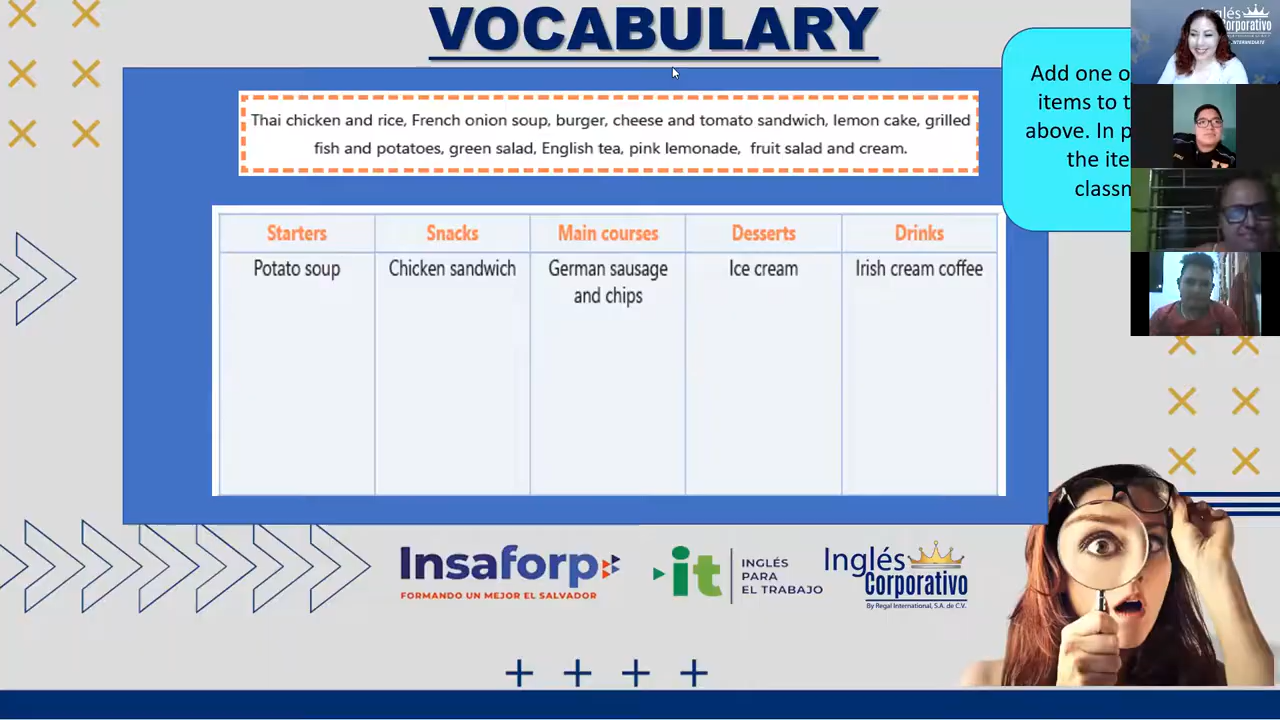 VOCABULARY
Thai chicken and rice, French onion soup, burger, cheese and tomato sandwich, lemon cake, grilled
fish and potatoes, green salad, English tea, pink lemonade, fruit salad and cream.
Add one o
items to t
above. In p
the ite
classm
Starters Snacks Main courses Desserts Drinks
Potato soup Chicken sandwich German sausage Ice cream Irish cream coffee
and chips
Insaforp
FORMANDO UN MEJOR EL SALVADOR
it
INGLÉS
PARA
EL TRABAJO
Inglés
Corporativo
By Regal International, S.A. de C.V.
Inglés
Corporativo
INTERMEDIATE